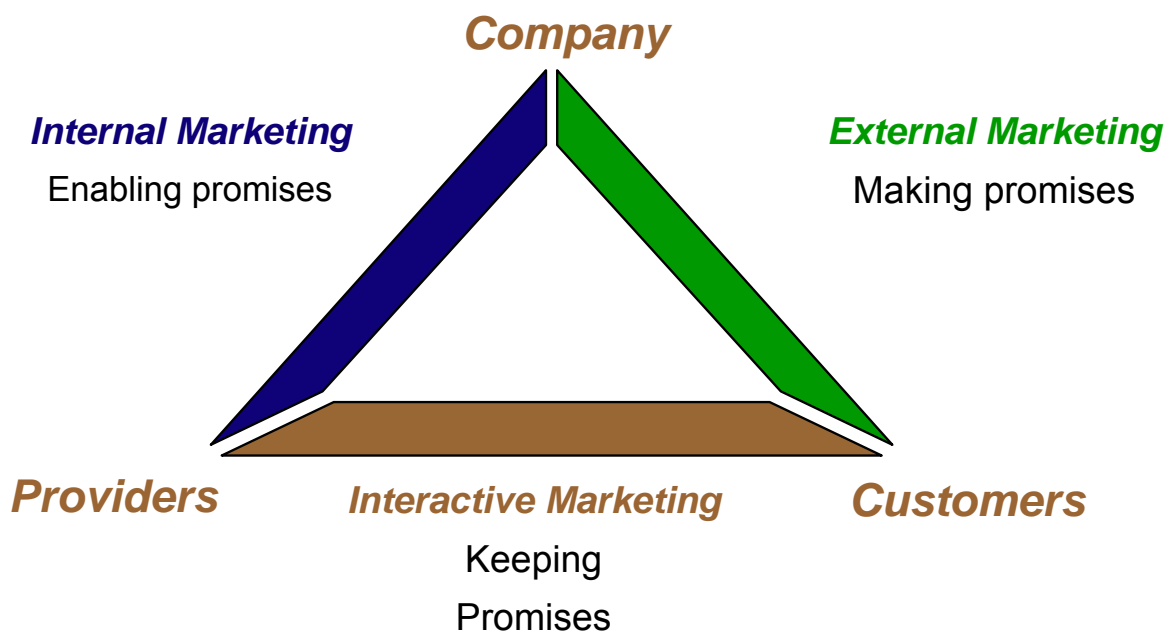 Company
Internal Marketing
Enabling promises
External Marketing
Making promises
Providers
Interactive Marketing
Keeping
Promises
Customers